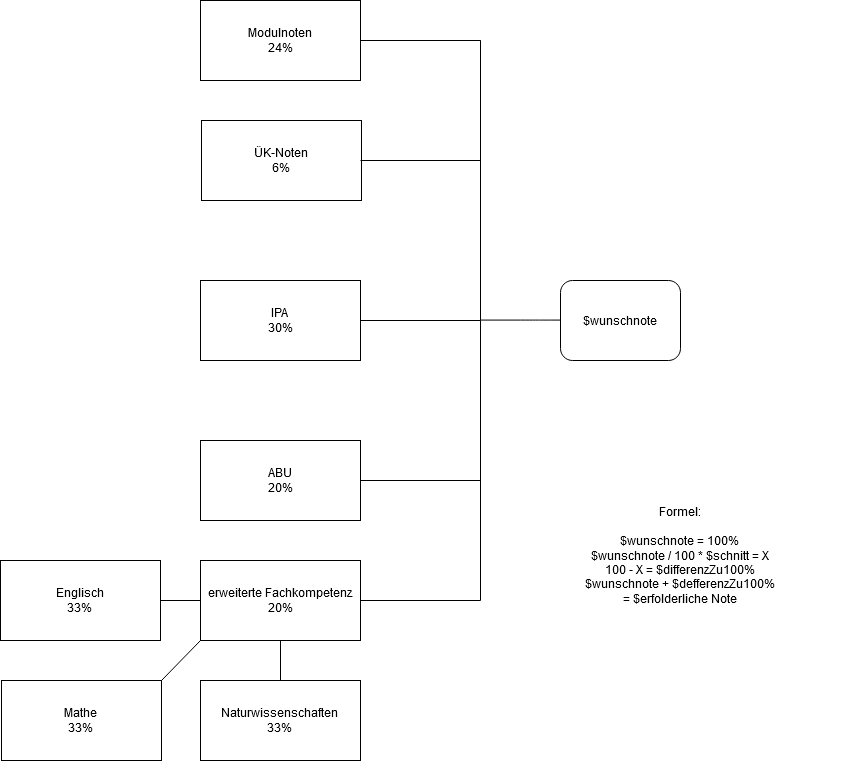 Modulnoten
24%
ÜK-Noten
6%
IPA
30%
$wunschnote
ABU
20%
Formel:
$wunschnote = 100%
$wunschnote / 100 * $schnitt = X
100 - X = $differenzZu100%
$wunschnote + $defferenzZu100%
= $erfolderliche Note
Englisch
33%
erweiterte Fachkompetenz
20%
Mathe
33%
Naturwissenschaften
33%